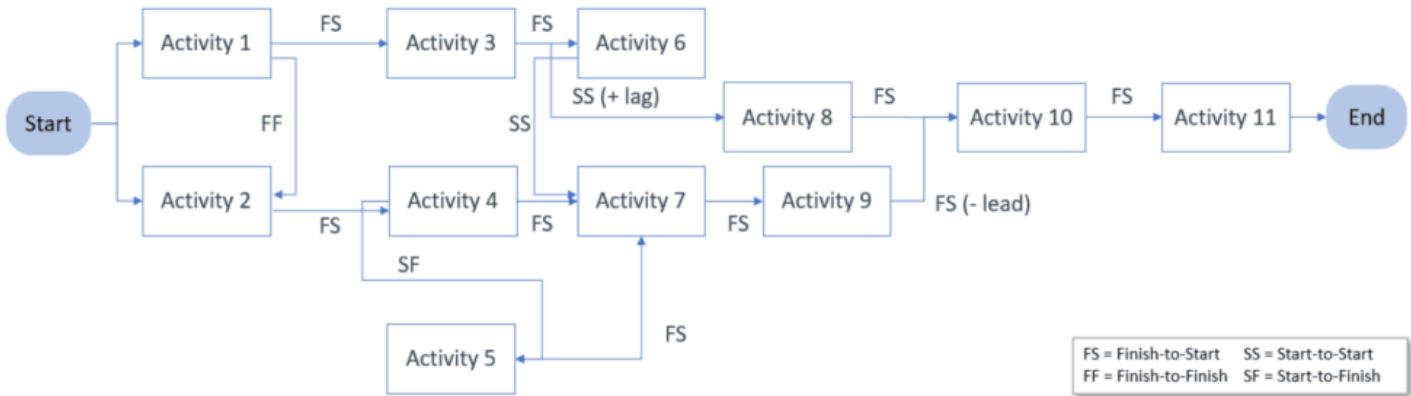 Activity 1 FS Activity 3 FS Activity 6
Start FF SS SS (+ lag) Activity 8 FS Activity 10 FS Activity 11 End
Activity 2 FS Activity 4 FS Activity 7 FS Activity 9 FS (- lead)
SF
Activity 5 FS
FS = Finish-to-Start SS = Start-to-Start
FF = Finish-to-Finish SF = Start-to-Finish